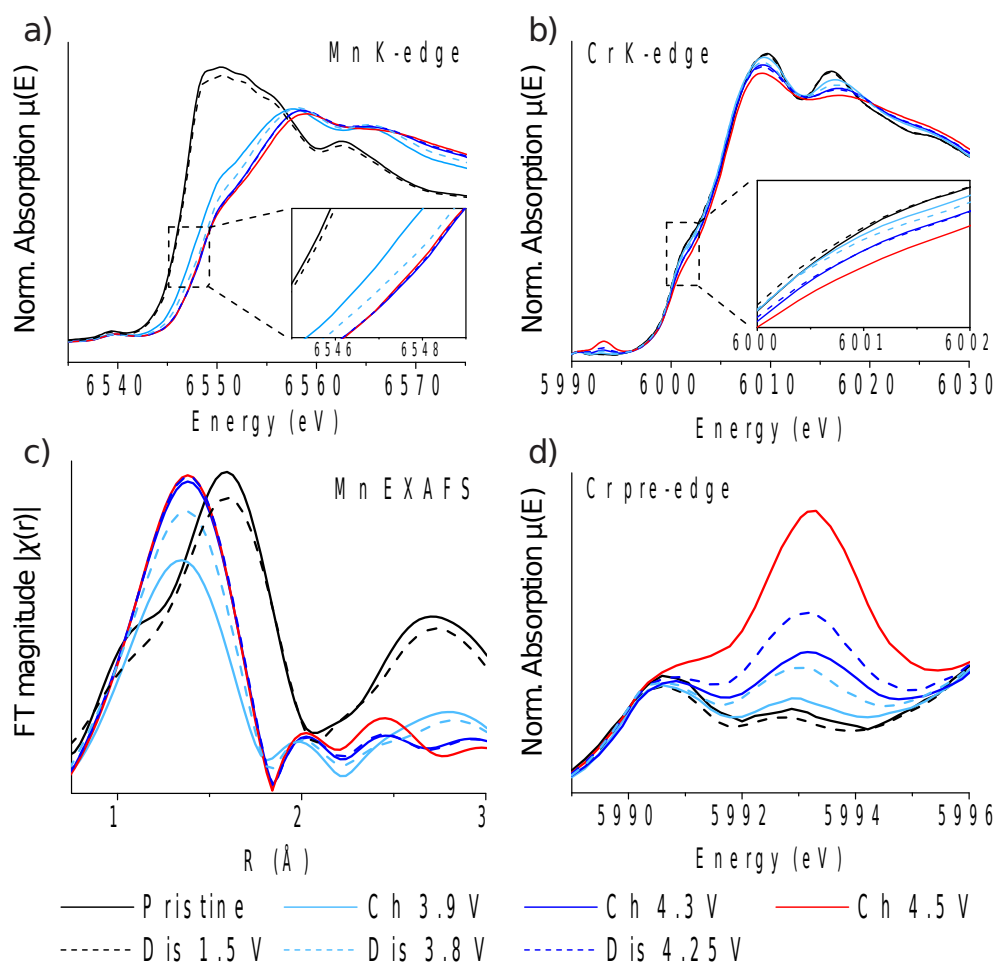 a)
Mn K-edge
Norm. Absorption μ(E)
6546 6548
6540 6550 6560 6570
Energy (eV)
b)
Cr K-edge
Norm. Absorption μ(E)
6000 6001 6002
5990 6000 6010 6020 6030
Energy (eV)
c)
Mn EXAFS
FT magnitude |χ(r)|
1 2 3
R (Å)
d)
Cr pre-edge
Norm. Absorption μ(E)
5990 5992 5994 5996
Energy (eV)
Pristine Ch 3.9 V Ch 4.3 V Ch 4.5 V
Dis 1.5 V Dis 3.8 V Dis 4.25 V